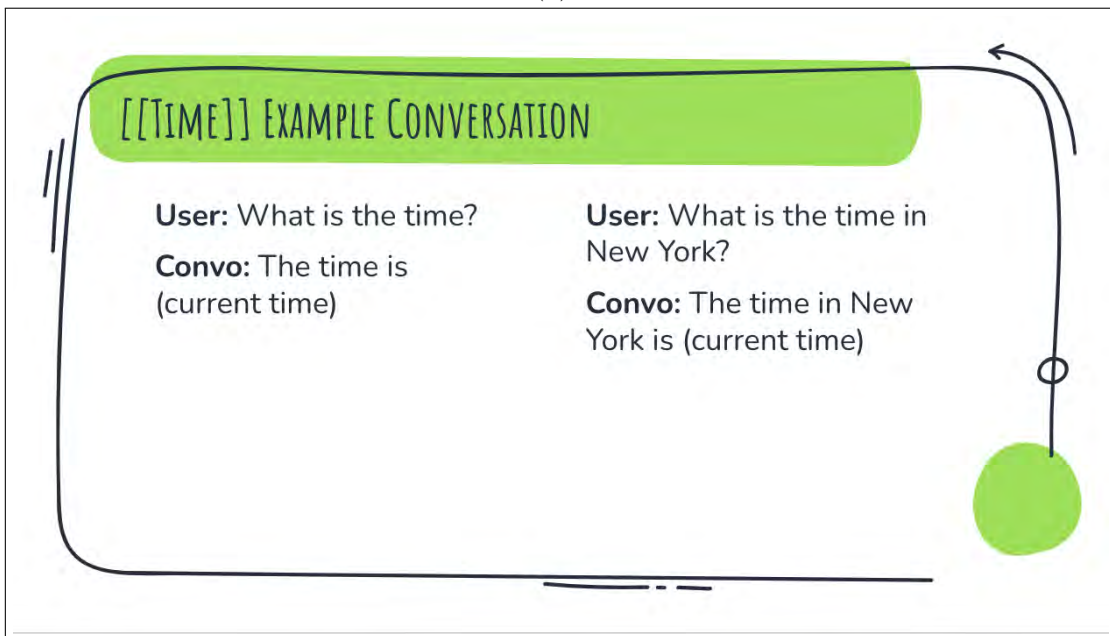 [[Time]] Example Conversation
User: What is the time?
Convo: The time is
(current time)
User: What is the time in
New York?
Convo: The time in New
York is (current time)